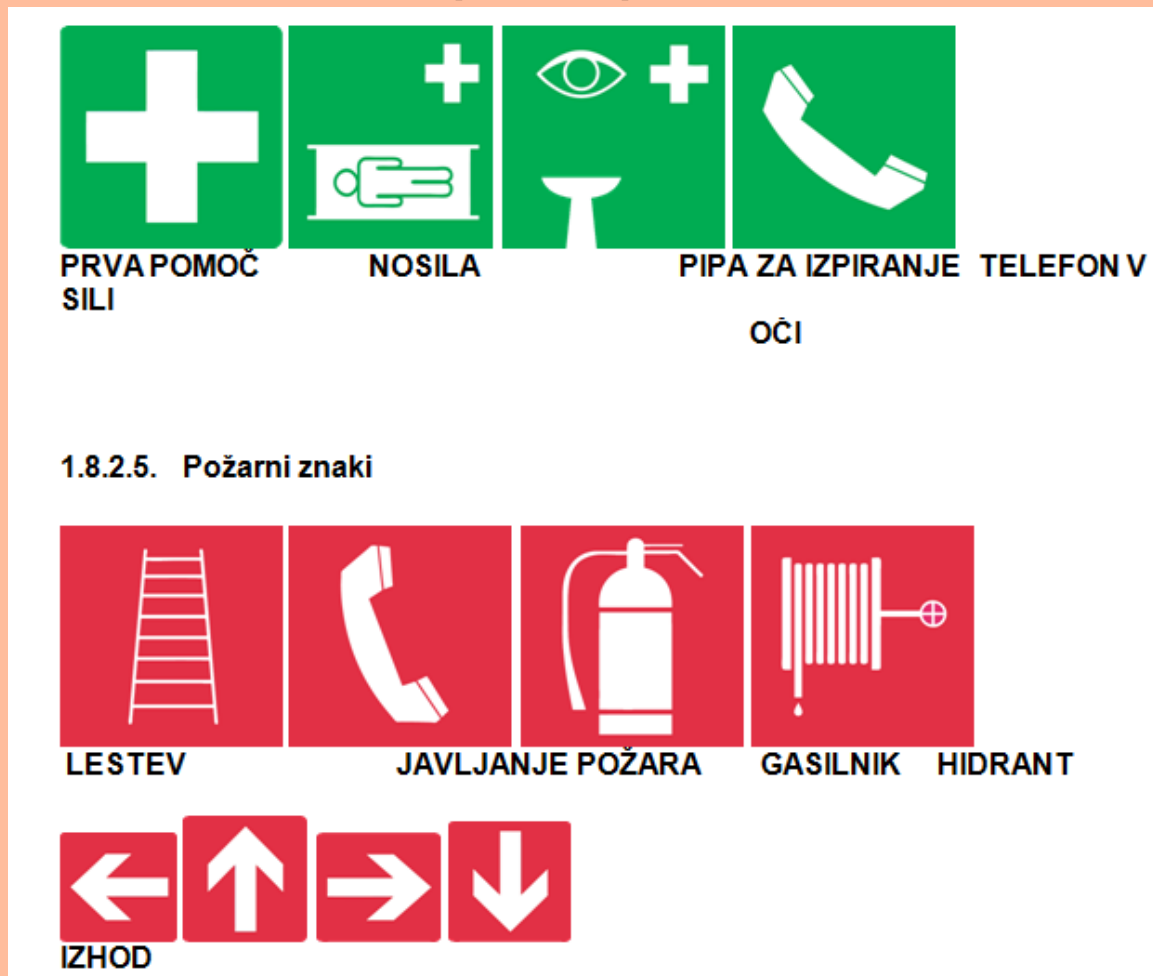 PRVA POMOČ NOSILA PIPA ZA IZPIRANJE TELEFON V
SILI
OČI
1.8.2.5. Požarni znaki
LESTEV JAVLJANJE POŽARA GASILNIK HIDRANT
IZHOD